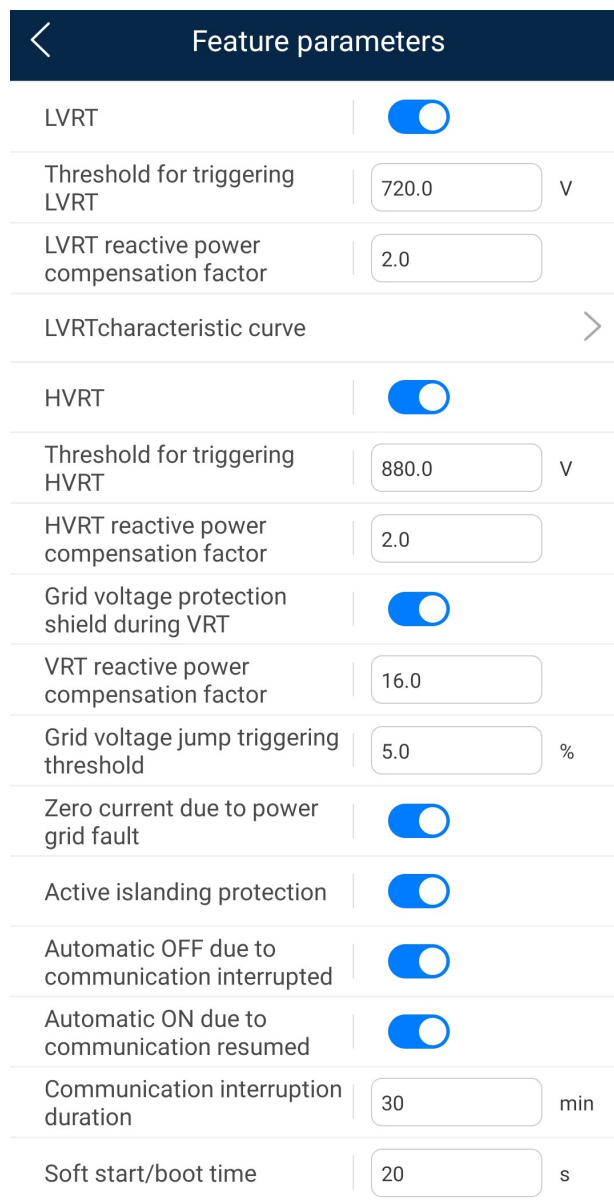 Feature parameters
LVRT
Threshold for triggering
LVRT
720.0 V
LVRT reactive power
compensation factor
2.0
LVRTcharacteristic curve
HVRT
Threshold for triggering
HVRT
880.0 V
HVRT reactive power
compensation factor
2.0
Grid voltage protection
shield during VRT
VRT reactive power
compensation factor
16.0
Grid voltage jump triggering
threshold
5.0 %
Zero current due to power
grid fault
Active islanding protection
Automatic OFF due to
communication interrupted
Automatic ON due to
communication resumed
Communication interruption
duration
30 min
Soft start/boot time 20 s